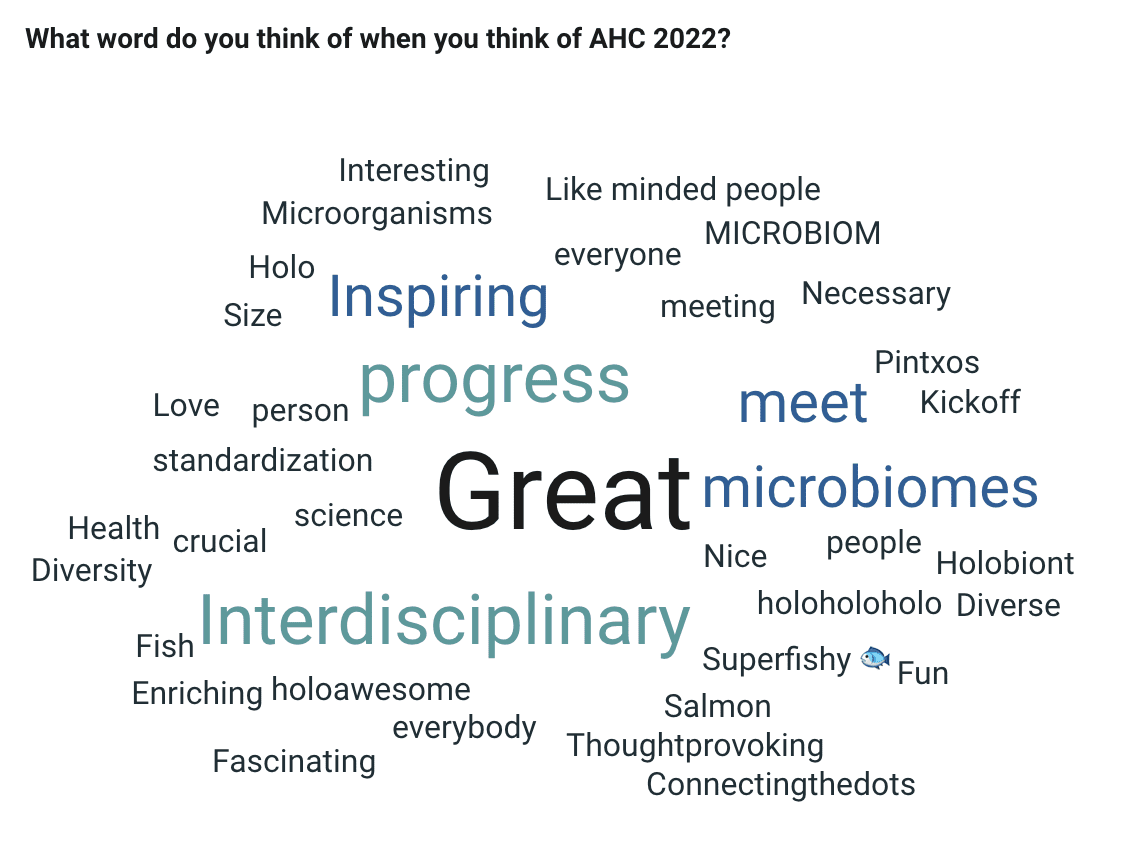 What word do you think of when you think of AHC 2022?
Interesting
Like minded people
Microorganisms
MICROBIOM
everyone
Holo
Inspiring
Necessary
meeting
Size
progress
Pintxos
meet
Kickoff
Love
person
standardization
Great
microbiomes
science
Health
crucial
people
Nice
Holobiont
Diversity
holoholoholo
Diverse
Interdisciplinary
Fish
Superfishy 🐟
Fun
Enriching
holoawesome
Salmon
everybody
Thoughtprovoking
Fascinating
Connectingthedots